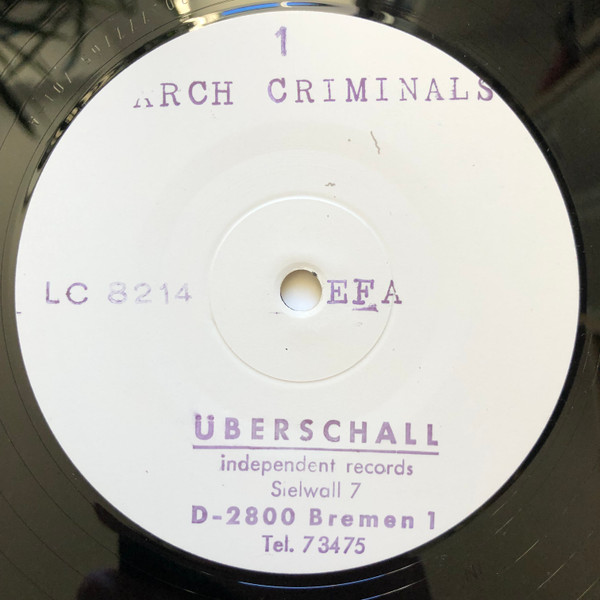 1
ARCH CRIMINALS
LC 8214
EFA
ÜBERSCHALL
independent records
Sielwall 7
D-2800 Bremen 1
Tel. 73475